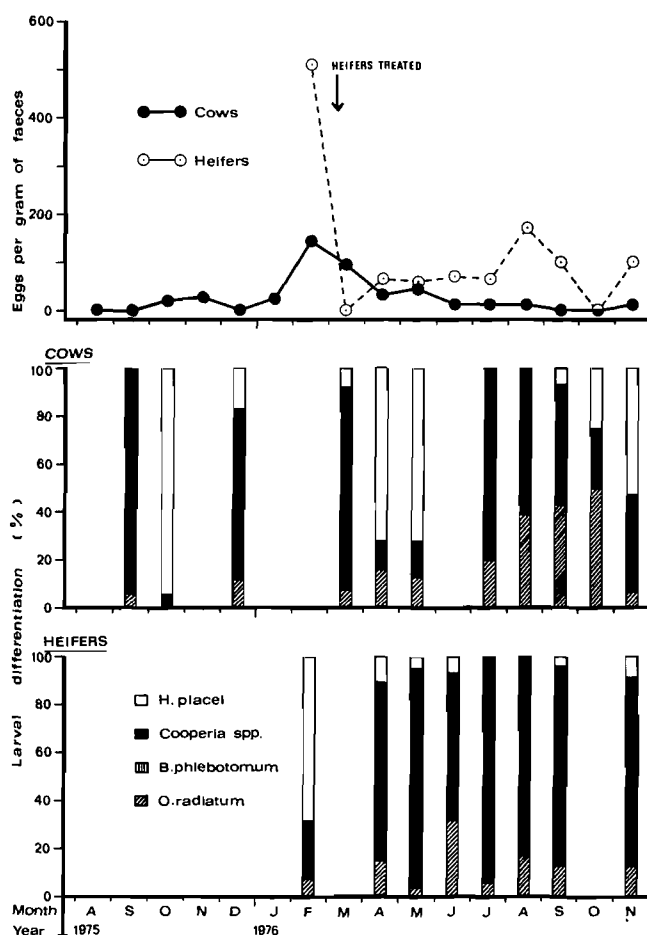 600
400
200
0
Eggs per gram of faeces
HEIFERS TREATED
Cows
Heifers
COWS
100
80
60
40
20
0
Larval differentiation (%)
HEIFERS
100
80
60
40
20
0
H. placei
Cooperia spp.
B. phlebotomum
O. radiatum
Month A S O N D J F M A M J J A S O N
Year 1975 1976